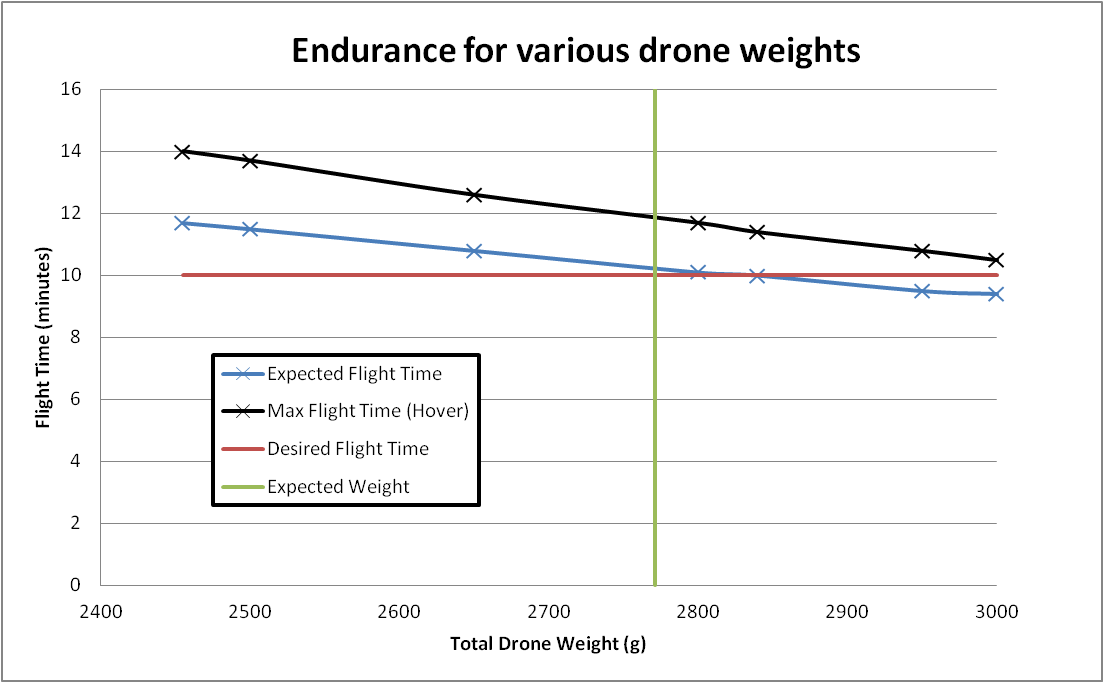 Endurance for various drone weights
16
14
12
10
8
6
4
2
0
Flight Time (minutes)
Expected Flight Time
Max Flight Time (Hover)
Desired Flight Time
Expected Weight
2400 2500 2600 2700 2800 2900 3000
Total Drone Weight (g)